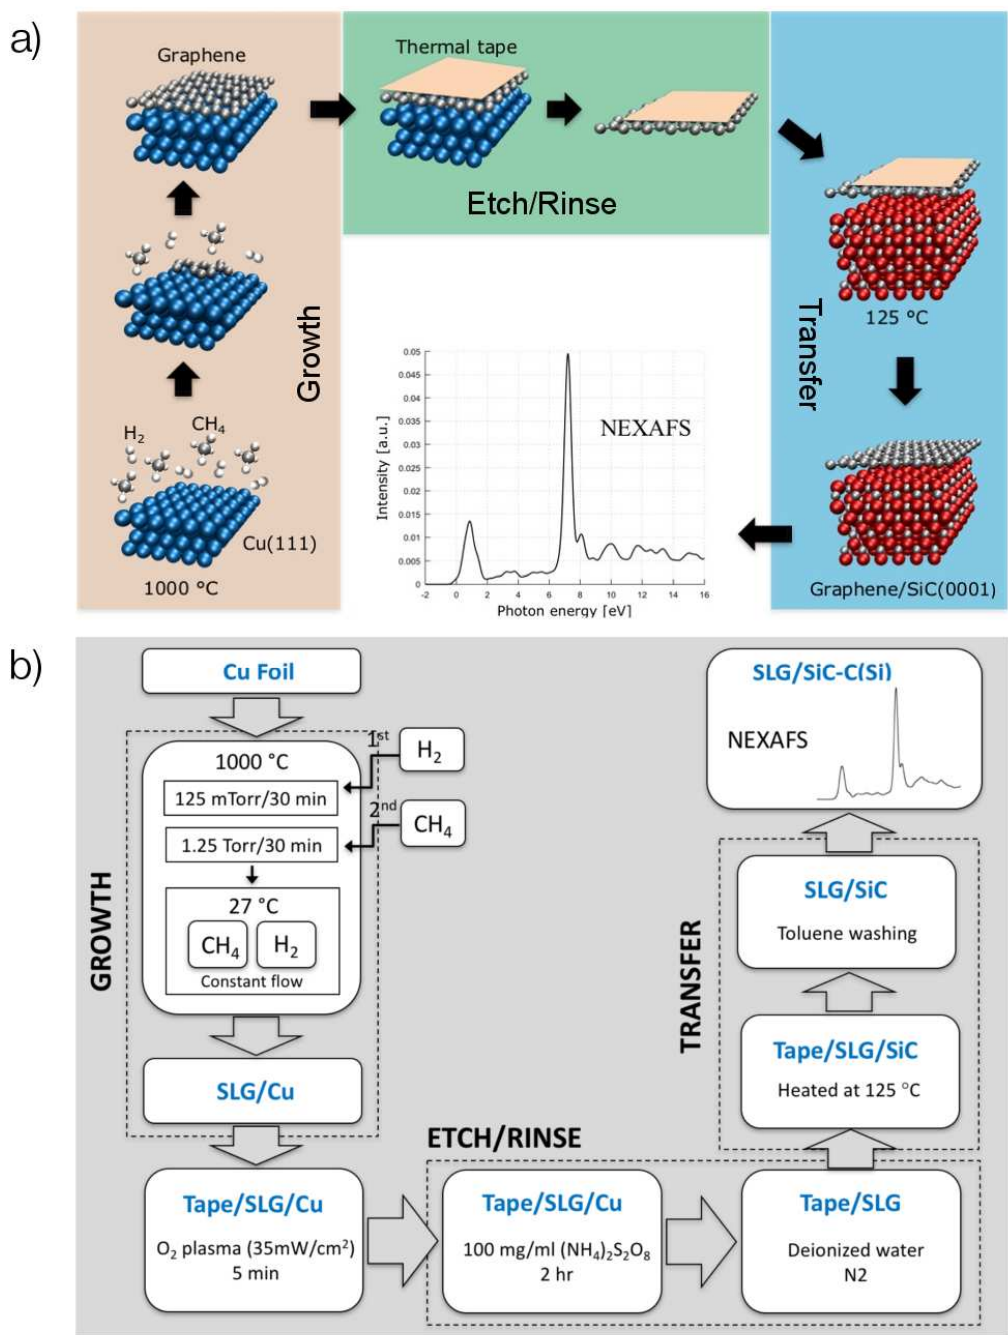 a)
Graphene
H2
CH4
Cu(111)
1000 °C
Growth
Thermal tape
Etch/Rinse
125 °C
Transfer
Graphene/SiC(0001)
0.05
0.045
0.04
0.035
0.03
0.025
0.02
0.015
0.01
0.005
0
Intensity [a.u.]
NEXAFS
-2 0 2 4 6 8 10 12 14 16
Photon energy [eV]
b)
Cu Foil
GROWTH
1000 °C
1st
H2
125 mTorr/30 min
2nd
CH4
1.25 Torr/30 min
27 °C
CH4 H2
Constant flow
SLG/Cu
Tape/SLG/Cu
O2 plasma (35mW/cm2)
5 min
ETCH/RINSE
Tape/SLG/Cu
100 mg/ml (NH4)2S2O8
2 hr
Tape/SLG
Deionized water
N2
TRANSFER
Tape/SLG/SiC
Heated at 125 °C
SLG/SiC
Toluene washing
SLG/SiC-C(Si)
NEXAFS